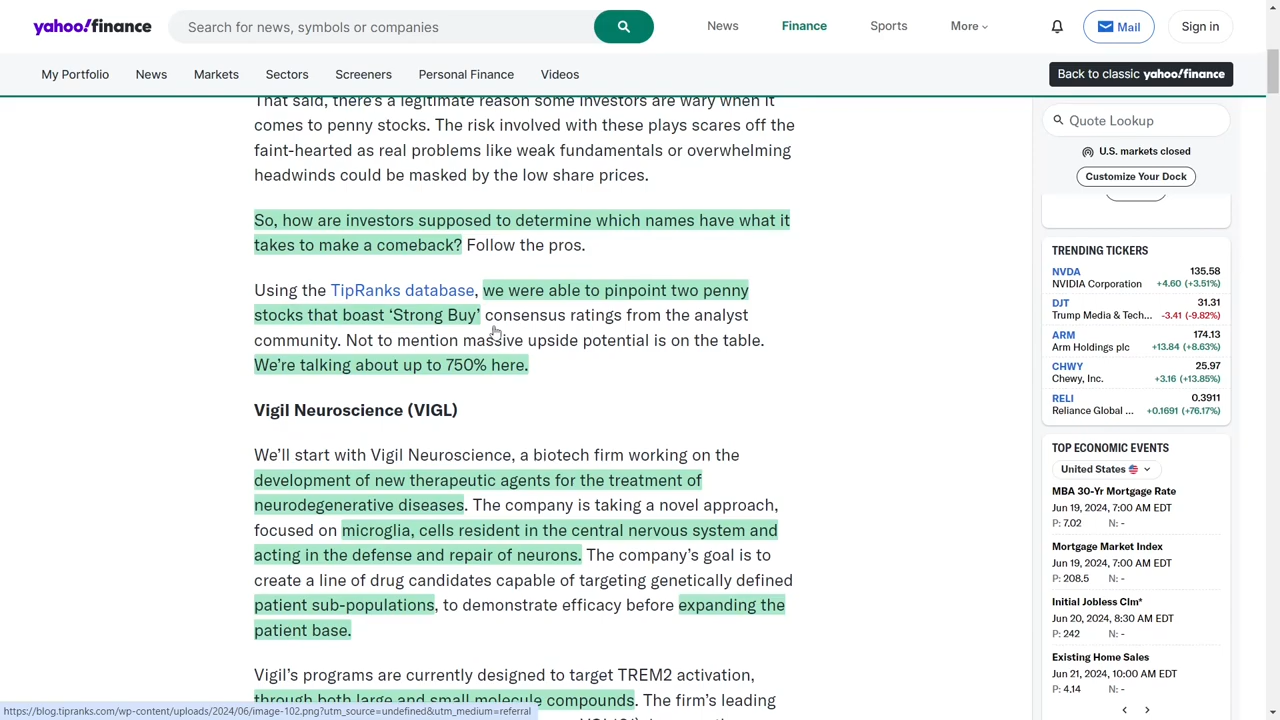 yahoo!finance
Search for news, symbols or companies
News
Finance
Sports
More
Mail
Sign in
My Portfolio
News
Markets
Sectors
Screeners
Personal Finance
Videos
Back to classic yahoo!finance
That said, there's a legitimate reason some investors are wary when it
comes to penny stocks. The risk involved with these plays scares off the
faint-hearted as real problems like weak fundamentals or overwhelming
headwinds could be masked by the low share prices.
So, how are investors supposed to determine which names have what it
takes to make a comeback? Follow the pros.
Using the TipRanks database, we were able to pinpoint two penny
stocks that boast ‘Strong Buy’ consensus ratings from the analyst
community. Not to mention massive upside potential is on the table.
We’re talking about up to 750% here.
Vigil Neuroscience (VIGL)
We’ll start with Vigil Neuroscience, a biotech firm working on the
development of new therapeutic agents for the treatment of
neurodegenerative diseases. The company is taking a novel approach,
focused on microglia, cells resident in the central nervous system and
acting in the defense and repair of neurons. The company’s goal is to
create a line of drug candidates capable of targeting genetically defined
patient sub-populations, to demonstrate efficacy before expanding the
patient base.
Vigil’s programs are currently designed to target TREM2 activation,
through both large and small molecule compounds. The firm’s leading
https://blog.tipranks.com/wp-content/uploads/2024/06/image-102.png?utm_source=undefined&utm_medium=referral
Quote Lookup
U.S. markets closed
Customize Your Dock
TRENDING TICKERS
NVDA 135.58
NVIDIA Corporation +4.60 (+3.51%)
DJT 31.31
Trump Media & Tech... -3.41 (-9.82%)
ARM 174.13
Arm Holdings plc +13.84 (+8.63%)
CHWY 25.97
Chewy, Inc. +3.16 (+13.85%)
RELI 0.3911
Reliance Global ... +0.1691 (+76.17%)
TOP ECONOMIC EVENTS
United States
MBA 30-Yr Mortgage Rate
Jun 19, 2024, 7:00 AM EDT
P: 7.02 N: -
Mortgage Market Index
Jun 19, 2024, 7:00 AM EDT
P: 208.5 N: -
Initial Jobless Clm*
Jun 20, 2024, 8:30 AM EDT
P: 242 N: -
Existing Home Sales
Jun 21, 2024, 10:00 AM EDT
P: 4.14 N: -